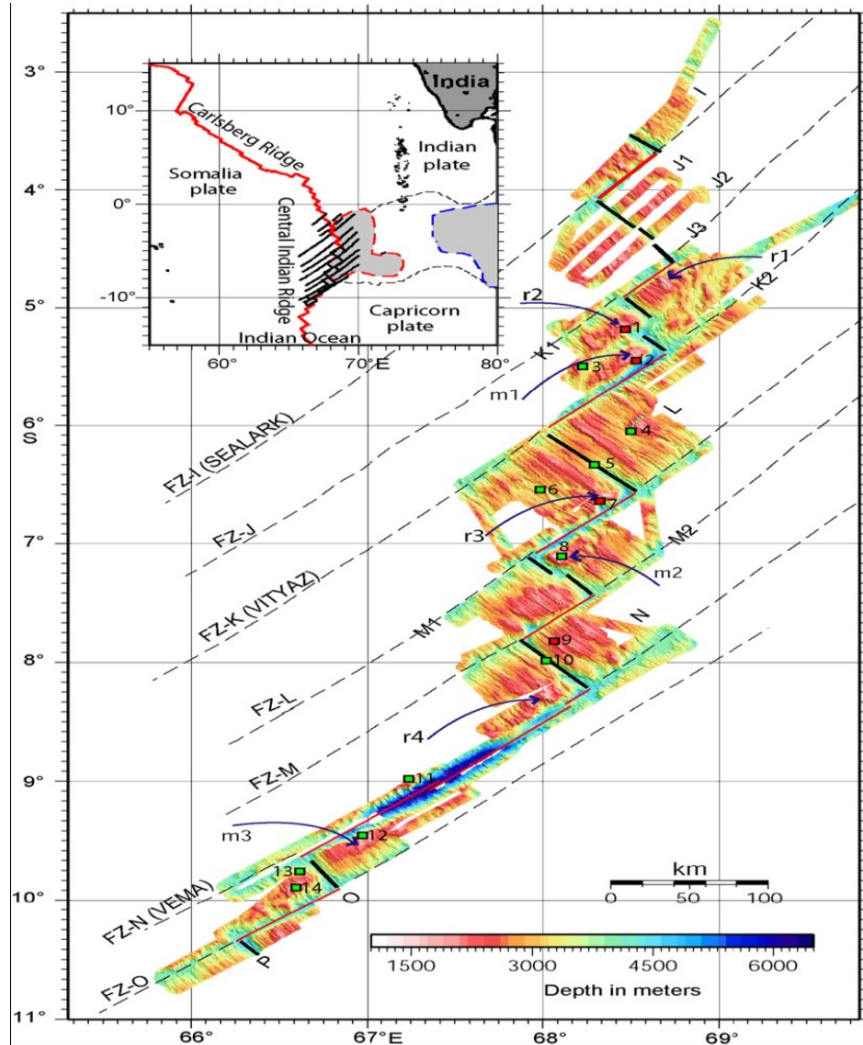 3°
4°
5°
6°
S
7°
8°
9°
10°
11°
66°
67°E
68°
69°
India
10°
0°
-10°
60°
70°E
80°
Carlsberg Ridge
Indian
plate
Somalia
plate
Central Indian Ridge
Capricorn
plate
Indian Ocean
I
J1
J2
J3
r1
r2
K2
K1
1
2
3
m1
L
4
5
6
7
r3
8
M2
m2
M1
9
N
10
r4
11
m3
12
13
14
O
P
FZ-I (SEALARK)
FZ-J
FZ-K (VITYAZ)
FZ-L
FZ-M
FZ-N (VEMA)
FZ-O
km
0 50 100
1500 3000 4500 6000
Depth in meters